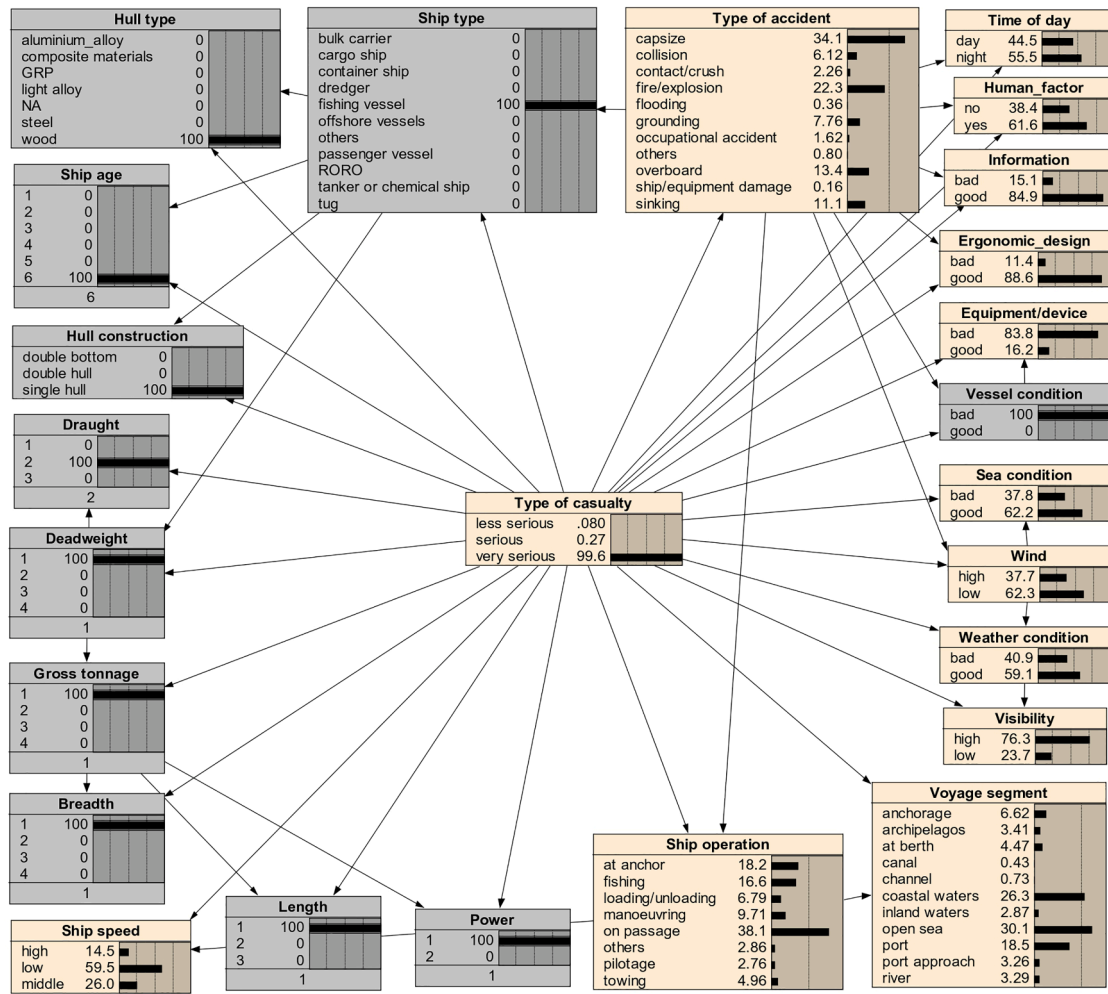 Hull type
aluminium_alloy 0
composite materials 0
GRP 0
light alloy 0
NA 0
steel 0
wood 100
Ship type
bulk carrier 0
cargo ship 0
container ship 0
dredger 0
fishing vessel 100
offshore vessels 0
others 0
passenger vessel 0
RORO 0
tanker or chemical ship 0
tug 0
Type of accident
capsize 34.1
collision 6.12
contact/crush 2.26
fire/explosion 22.3
flooding 0.36
grounding 7.76
occupational accident 1.62
others 0.80
overboard 13.4
ship/equipment damage 0.16
sinking 11.1
Time of day
day 44.5
night 55.5
Human_factor
no 38.4
yes 61.6
Information
bad 15.1
good 84.9
Ship age
1 0
2 0
3 0
4 0
5 0
6 100
6
Ergonomic_design
bad 11.4
good 88.6
Equipment/device
bad 83.8
good 16.2
Hull construction
double bottom 0
double hull 0
single hull 100
Vessel condition
bad 100
good 0
Draught
1 0
2 100
3 0
2
Sea condition
bad 37.8
good 62.2
Type of casualty
less serious .080
serious 0.27
very serious 99.6
Deadweight
1 100
2 0
3 0
4 0
1
Wind
high 37.7
low 62.3
Weather condition
bad 40.9
good 59.1
Gross tonnage
1 100
2 0
3 0
4 0
1
Visibility
high 76.3
low 23.7
Breadth
1 100
2 0
3 0
4 0
1
Voyage segment
anchorage 6.62
archipelagos 3.41
at berth 4.47
canal 0.43
channel 0.73
coastal waters 26.3
inland waters 2.87
open sea 30.1
port 18.5
port approach 3.26
river 3.29
Ship operation
at anchor 18.2
fishing 16.6
loading/unloading 6.79
manoeuvring 9.71
on passage 38.1
others 2.86
pilotage 2.76
towing 4.96
Length
1 100
2 0
3 0
1
Power
1 100
2 0
1
Ship speed
high 14.5
low 59.5
middle 26.0